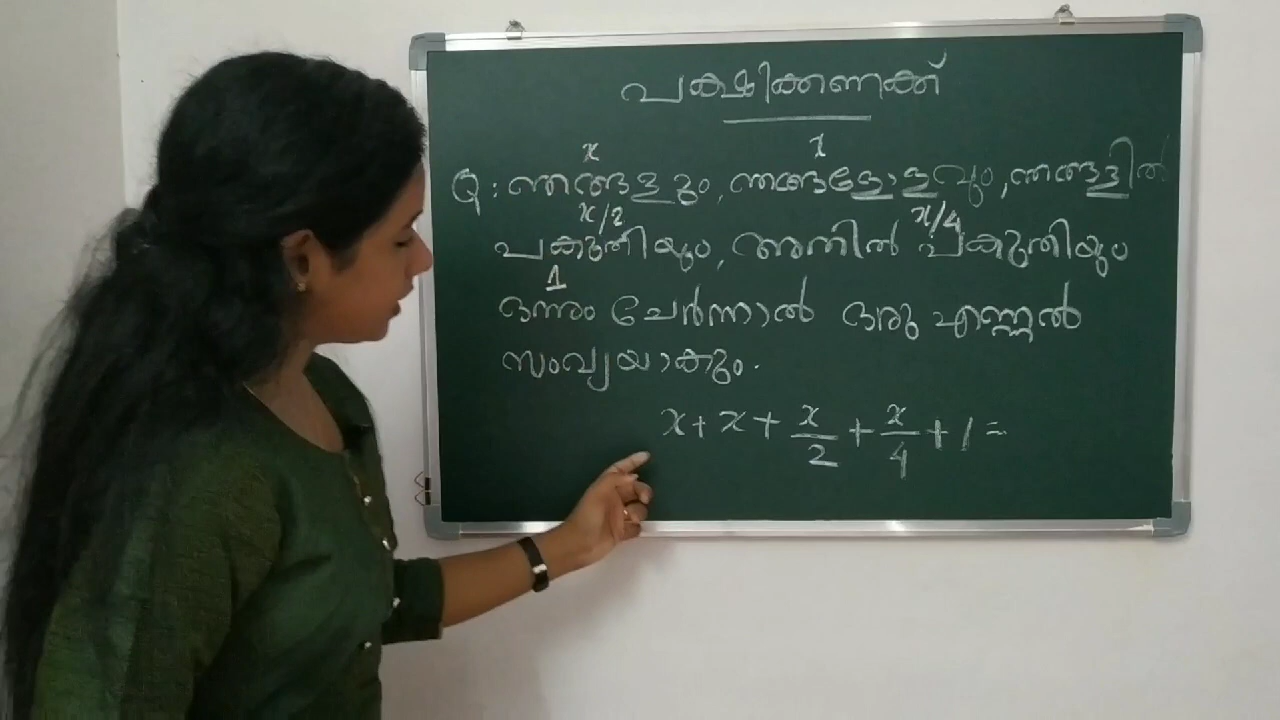 പക്ഷിക്കണക്ക്
x x
Q: ഞങ്ങളും, ഞങ്ങളോളവും, ഞങ്ങളിൽ
x/2 x/4
പകുതിയും, അതിൽ പകുതിയും
1
ഒന്നും ചേർന്നാൽ ഒരു എണ്ണൽ
സംഖ്യയാകും.
x + x + x/2 + x/4 + 1 =